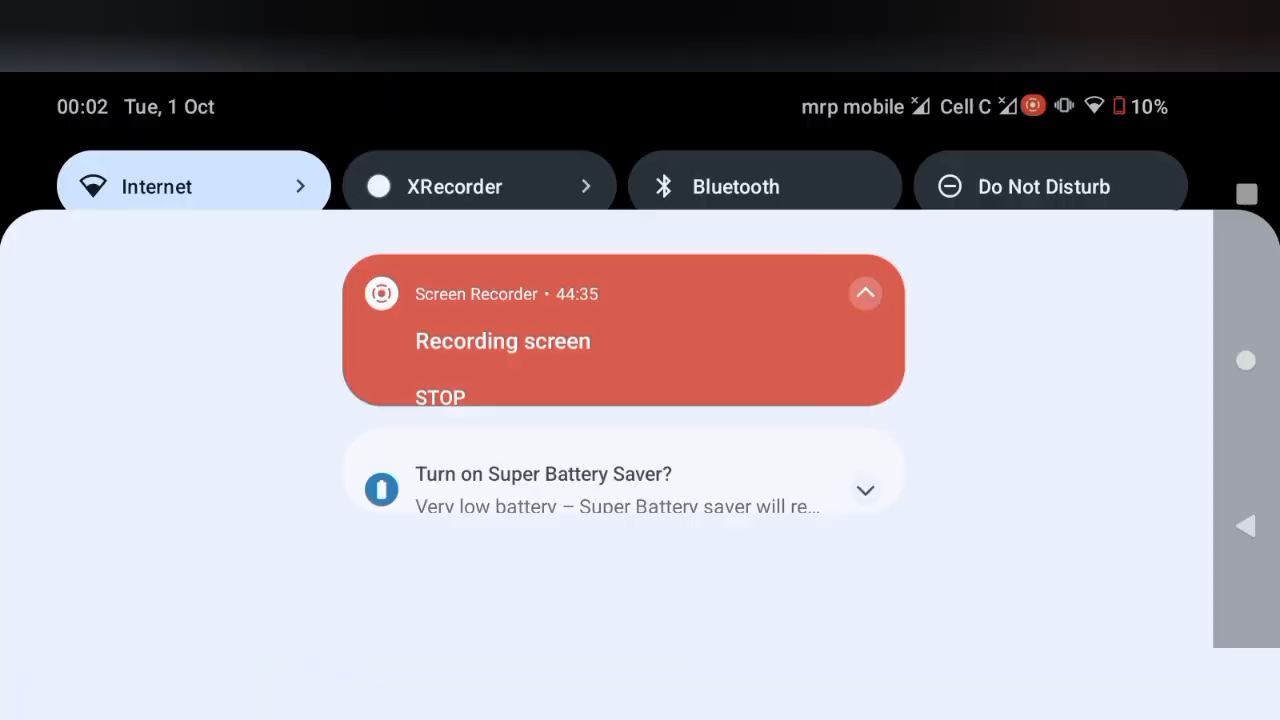 00:02 Tue, 1 Oct mrp mobile Cell C 10%
Internet XRecorder Bluetooth Do Not Disturb
Screen Recorder • 44:35
Recording screen
STOP
Turn on Super Battery Saver?
Very low battery – Super Battery saver will re…